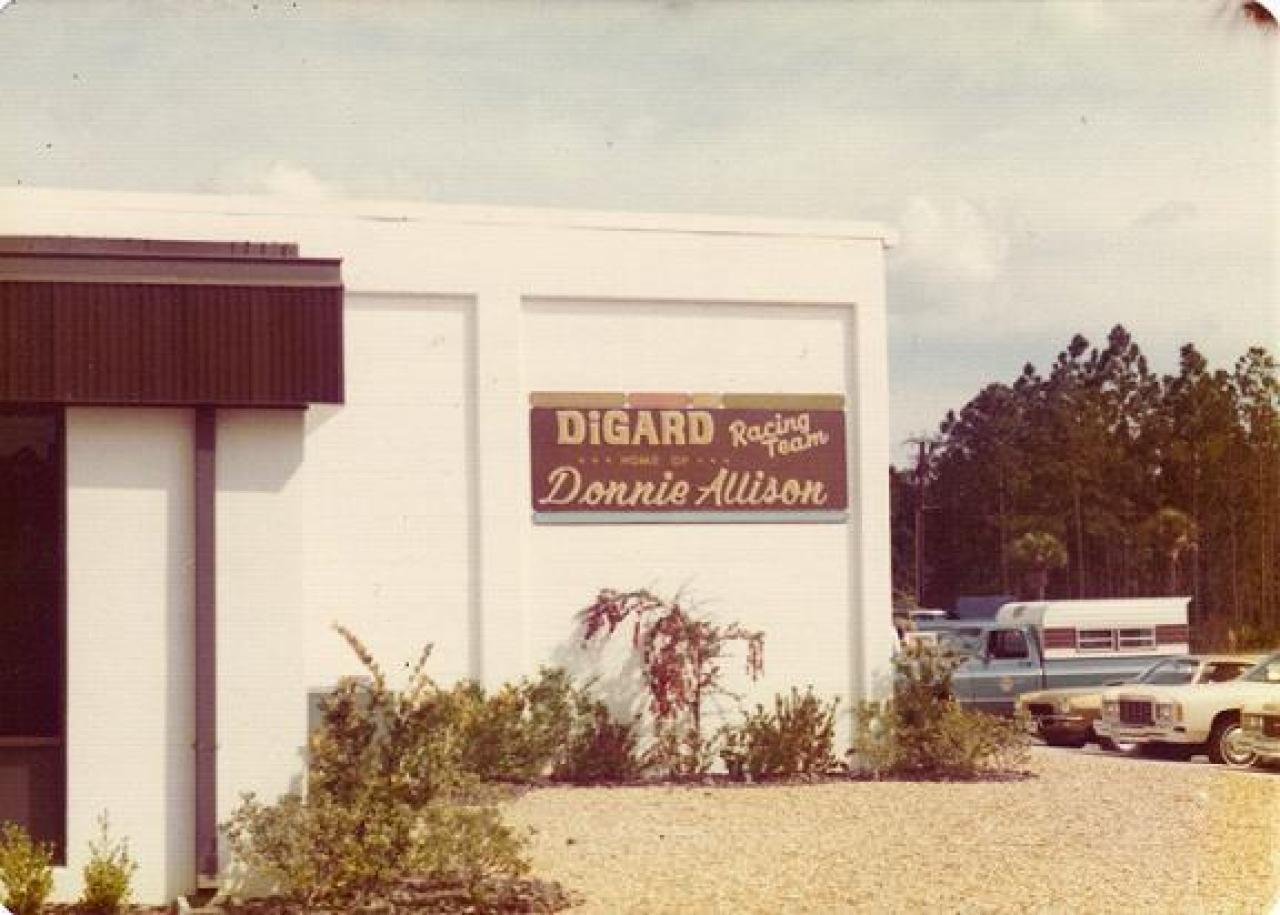 DiGARD Racing Team
••• HOME OF •••
Donnie Allison